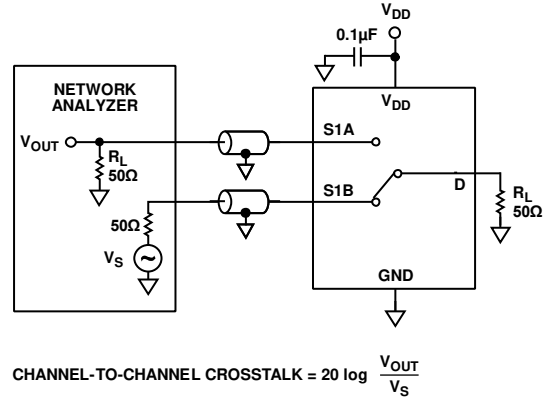 V_DD
0.1µF
NETWORK
ANALYZER
V_DD
V_OUT
S1A
R_L
50Ω
S1B
D
R_L
50Ω
50Ω
V_S
GND
CHANNEL-TO-CHANNEL CROSSTALK = 20 log V_OUT / V_S